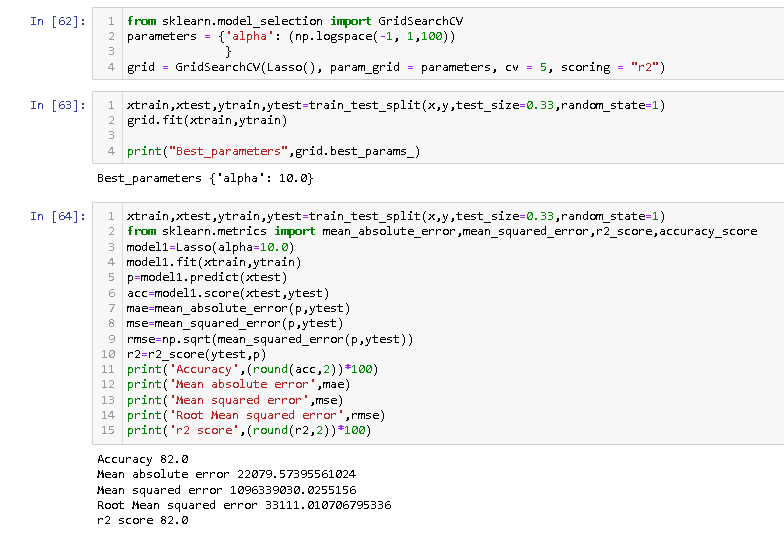 In [62]:
1 from sklearn.model_selection import GridSearchCV
2 parameters = {'alpha': (np.logspace(-1, 1,100))
3 }
4 grid = GridSearchCV(Lasso(), param_grid = parameters, cv = 5, scoring = "r2")
In [63]:
1 xtrain,xtest,ytrain,ytest=train_test_split(x,y,test_size=0.33,random_state=1)
2 grid.fit(xtrain,ytrain)
3
4 print("Best_parameters",grid.best_params_)
Best_parameters {'alpha': 10.0}
In [64]:
1 xtrain,xtest,ytrain,ytest=train_test_split(x,y,test_size=0.33,random_state=1)
2 from sklearn.metrics import mean_absolute_error,mean_squared_error,r2_score,accuracy_score
3 model1=Lasso(alpha=10.0)
4 model1.fit(xtrain,ytrain)
5 p=model1.predict(xtest)
6 acc=model1.score(xtest,ytest)
7 mae=mean_absolute_error(p,ytest)
8 mse=mean_squared_error(p,ytest)
9 rmse=np.sqrt(mean_squared_error(p,ytest))
10 r2=r2_score(ytest,p)
11 print('Accuracy',(round(acc,2))*100)
12 print('Mean absolute error',mae)
13 print('Mean squared error',mse)
14 print('Root Mean squared error',rmse)
15 print('r2 score',(round(r2,2))*100)
Accuracy 82.0
Mean absolute error 22079.57395561024
Mean squared error 1096339030.0255156
Root Mean squared error 33111.010706795336
r2 score 82.0